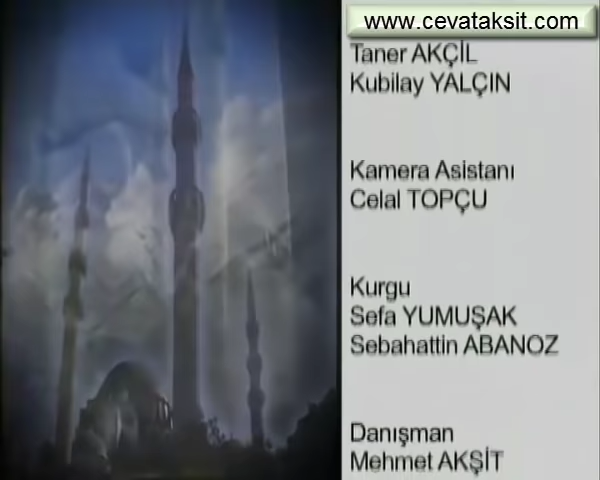 www.cevataksit.com
Taner AKÇİL
Kubilay YALÇIN
Kamera Asistanı
Celal TOPÇU
Kurgu
Sefa YUMUŞAK
Sebahattin ABANOZ
Danışman
Mehmet AKŞİT